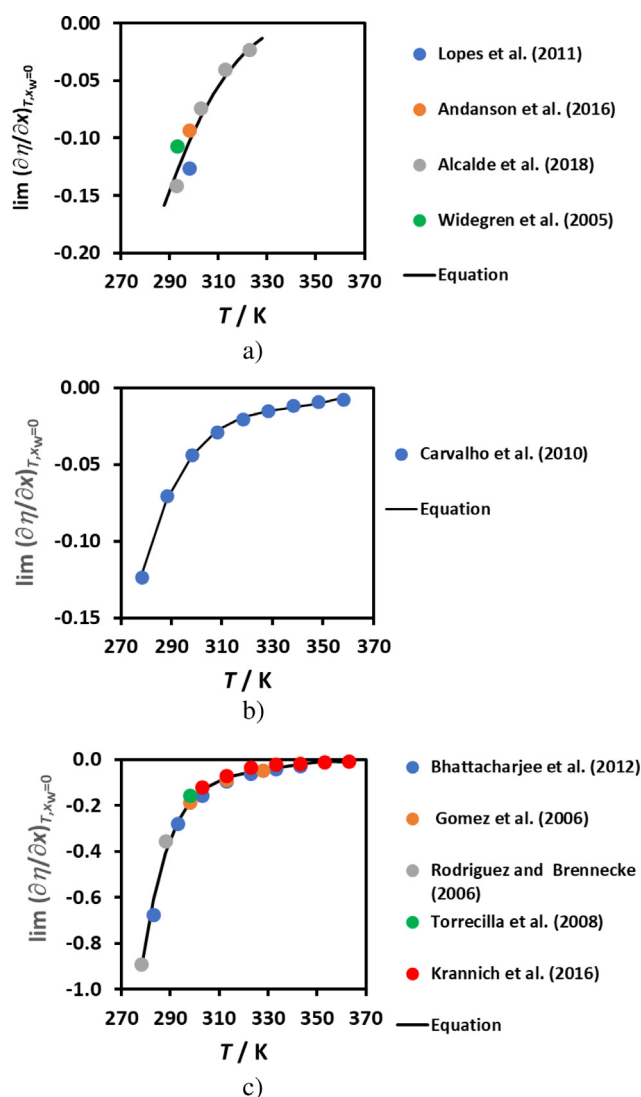 0.00
-0.05
-0.10
-0.15
-0.20
lim (∂η/∂x)T,xw=0
270 290 310 330 350 370
T / K
Lopes et al. (2011)
Andanson et al. (2016)
Alcalde et al. (2018)
Widegren et al. (2005)
Equation
a)
0.00
-0.05
-0.10
-0.15
lim (∂η/∂x)T,xw=0
270 290 310 330 350 370
T / K
Carvalho et al. (2010)
Equation
b)
0.0
-0.2
-0.4
-0.6
-0.8
-1.0
lim (∂η/∂x)T,xw=0
270 290 310 330 350 370
T / K
Bhattacharjee et al. (2012)
Gomez et al. (2006)
Rodriguez and Brennecke
(2006)
Torrecilla et al. (2008)
Krannich et al. (2016)
Equation
c)